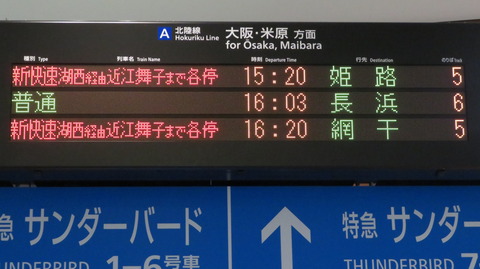 A 北陸線 Hokuriku Line 大阪・米原 方面 for Ōsaka, Maibara
種別 Type 列車名 Train Name 時刻 Departure Time 行先 Destination のりば Track
新快速湖西経由近江舞子まで各停 15:20 姫路 5
普通 16:03 長浜 6
新快速湖西経由近江舞子まで各停 16:20 網干 5
特急 サンダーバード ↑ 特急 サンダー
THUNDERBIRD 1-6号車 THUNDERBIRD